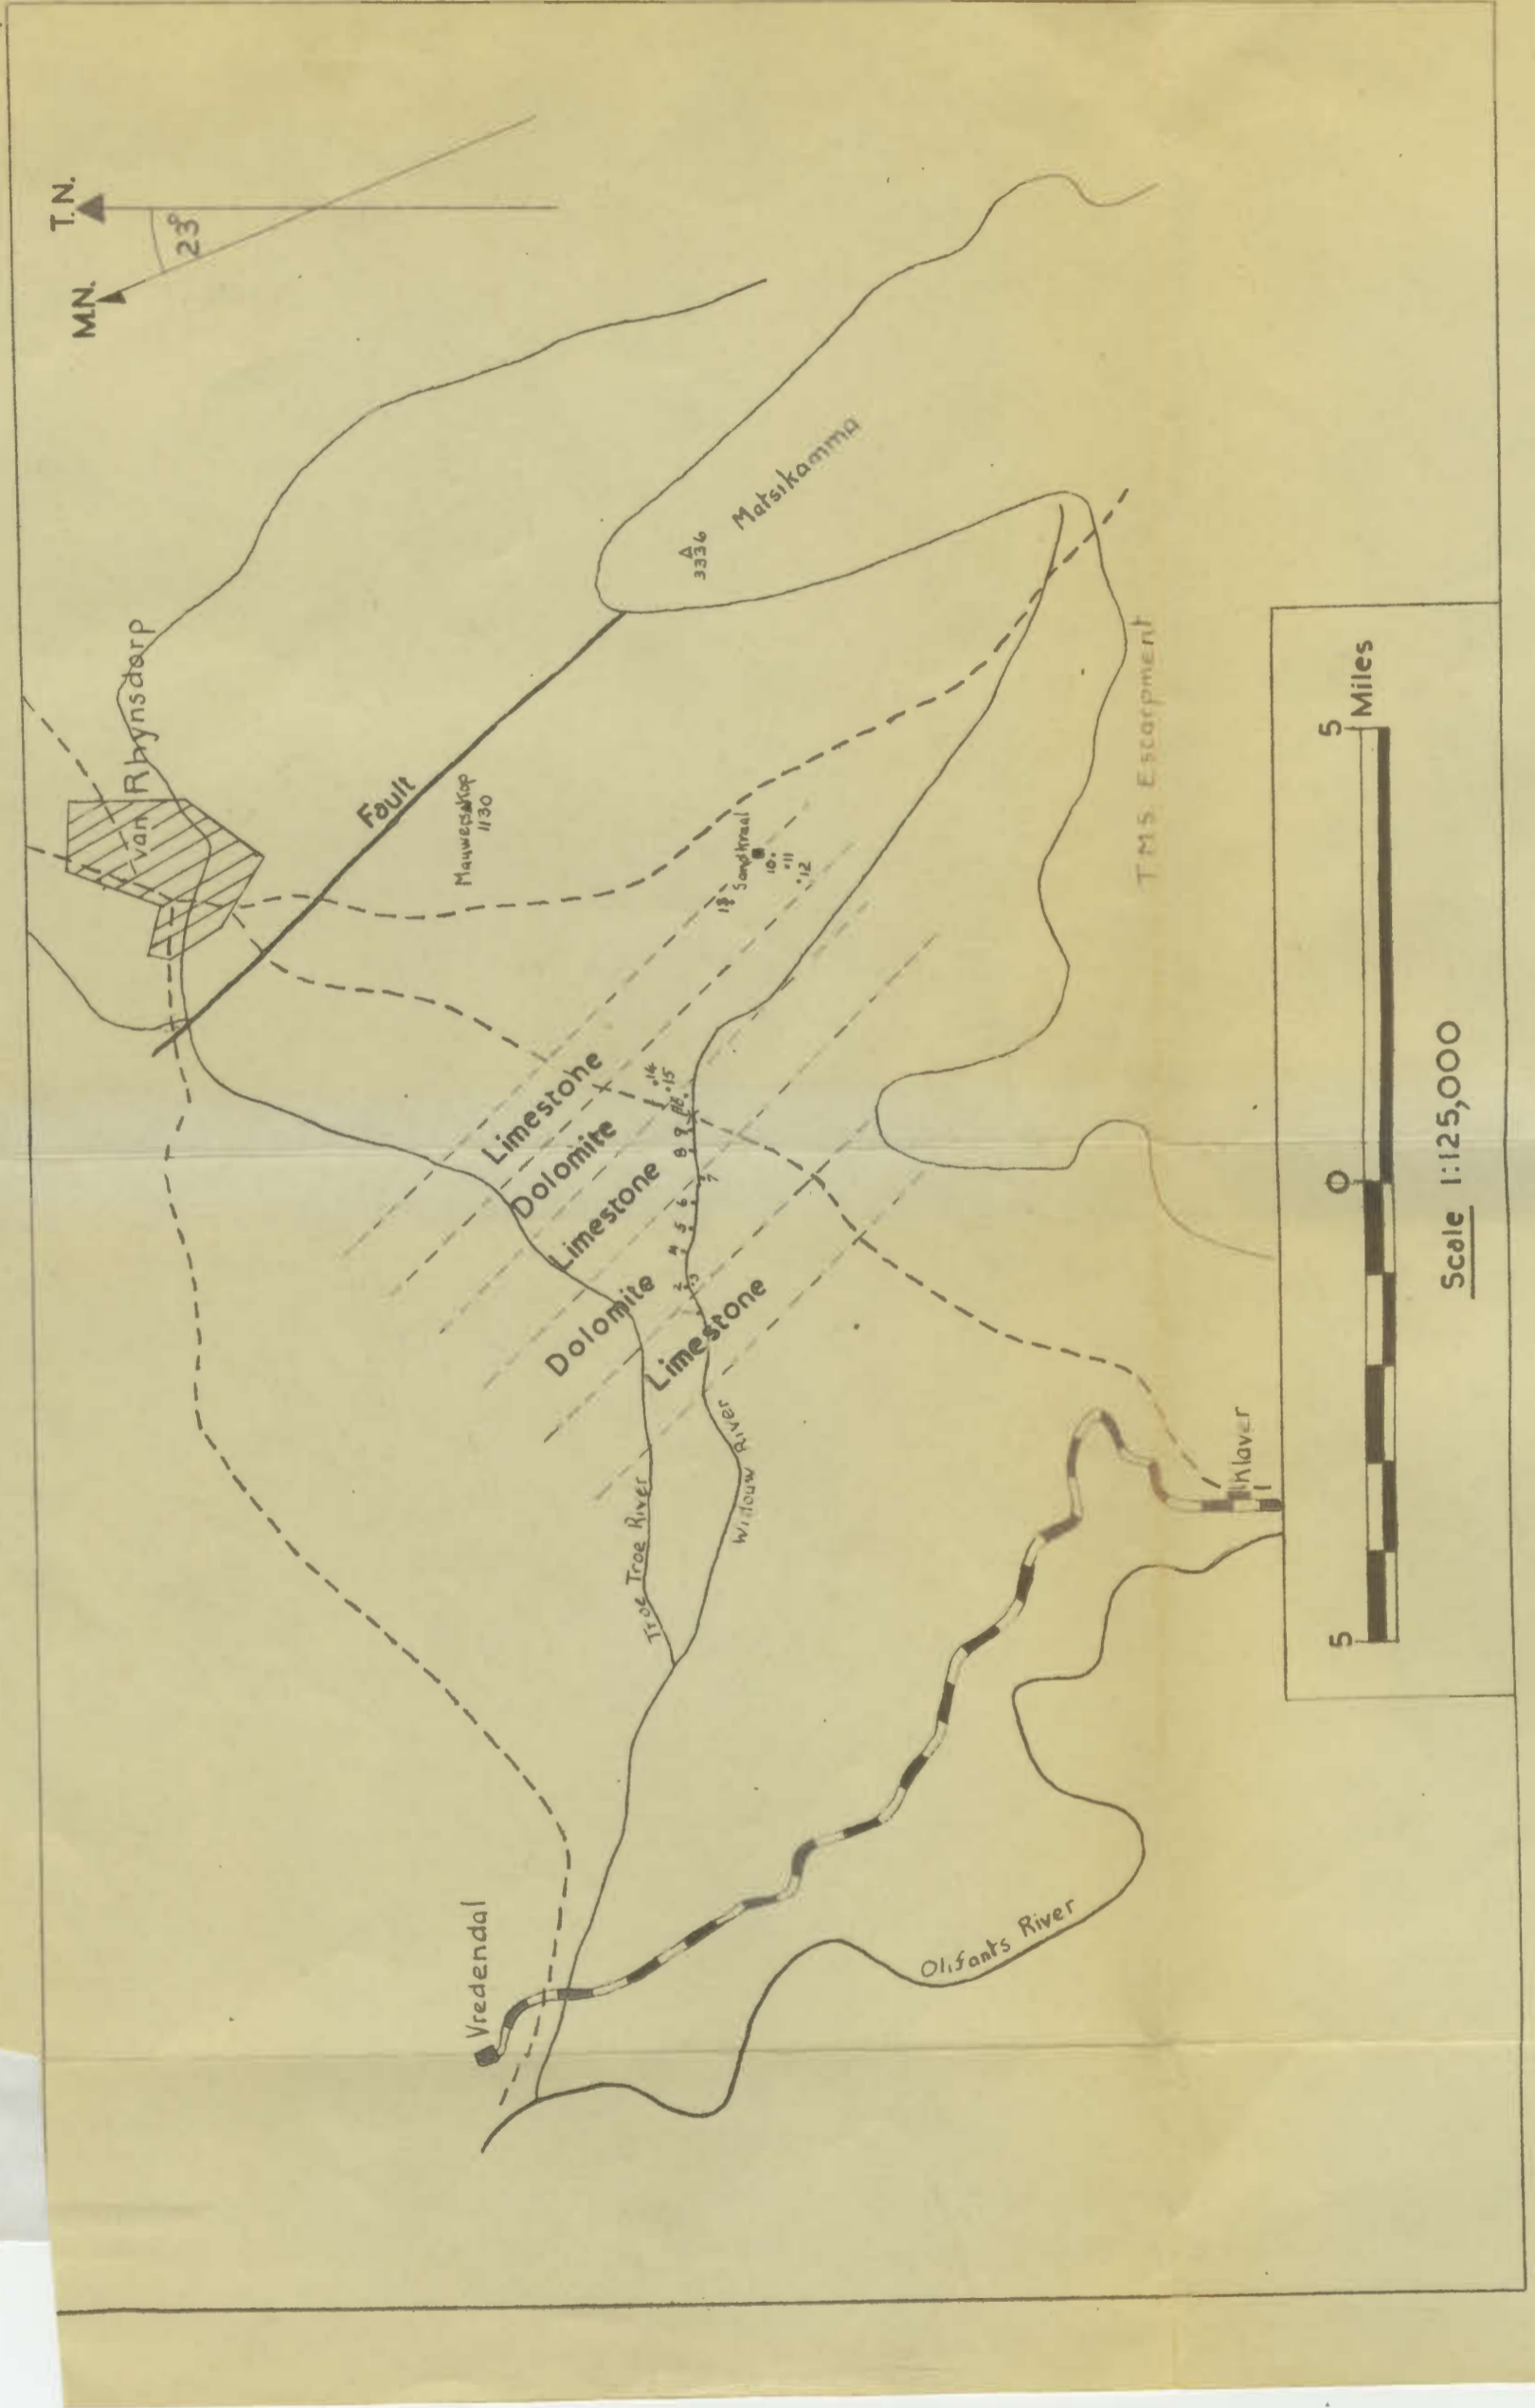 T.N.
M.N.
23°
van Rhynsdorp
Fault
Mauwerskop
1130
3336
Matsikamma
Sandkraal
10
11
12
13
Limestone
Dolomite
Limestone
Dolomite
Limestone
14
15
9
8
7
6
5
4
3
2
1
Troe Troe River
Widouw River
TMS Escarpment
Vredendal
Olifants River
Klaver
5
0
5
Miles
Scale 1:125,000